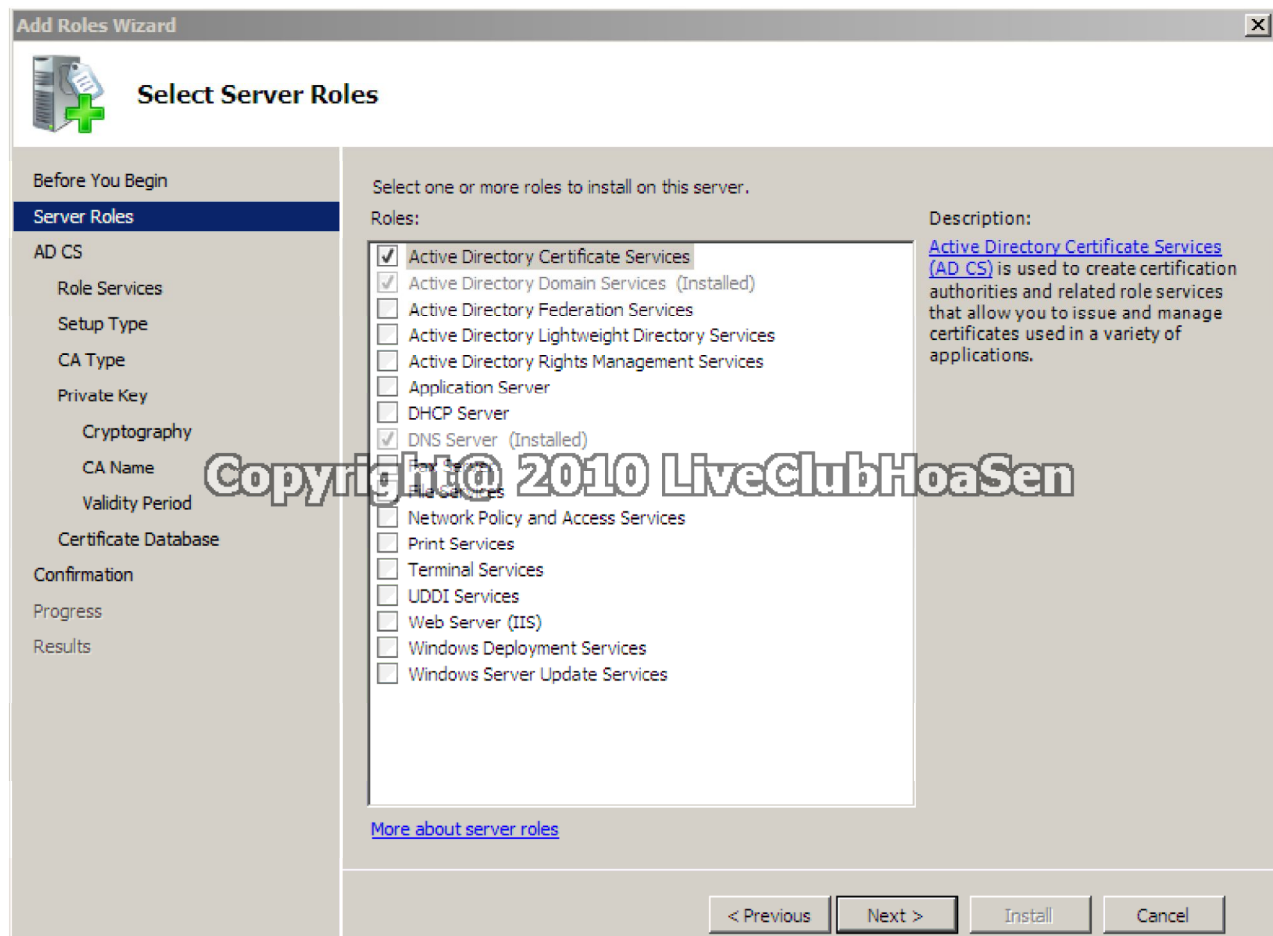 Add Roles Wizard
Select Server Roles
Before You Begin
Server Roles
AD CS
Role Services
Setup Type
CA Type
Private Key
Cryptography
CA Name
Validity Period
Certificate Database
Confirmation
Progress
Results
Select one or more roles to install on this server.
Roles:
Active Directory Certificate Services
Active Directory Domain Services (Installed)
Active Directory Federation Services
Active Directory Lightweight Directory Services
Active Directory Rights Management Services
Application Server
DHCP Server
DNS Server (Installed)
Fax Server
File Services
Network Policy and Access Services
Print Services
Terminal Services
UDDI Services
Web Server (IIS)
Windows Deployment Services
Windows Server Update Services
More about server roles
Description:
Active Directory Certificate Services
(AD CS) is used to create certification
authorities and related role services
that allow you to issue and manage
certificates used in a variety of
applications.
Copyright@ 2010 LiveClubHoaSen
< Previous
Next >
Install
Cancel